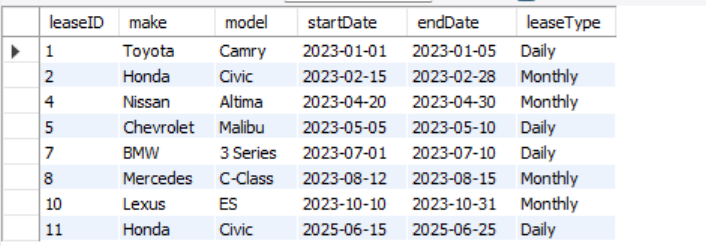 leaseID make model startDate endDate leaseType
1 Toyota Camry 2023-01-01 2023-01-05 Daily
2 Honda Civic 2023-02-15 2023-02-28 Monthly
4 Nissan Altima 2023-04-20 2023-04-30 Monthly
5 Chevrolet Malibu 2023-05-05 2023-05-10 Daily
7 BMW 3 Series 2023-07-01 2023-07-10 Daily
8 Mercedes C-Class 2023-08-12 2023-08-15 Monthly
10 Lexus ES 2023-10-10 2023-10-31 Monthly
11 Honda Civic 2025-06-15 2025-06-25 Daily